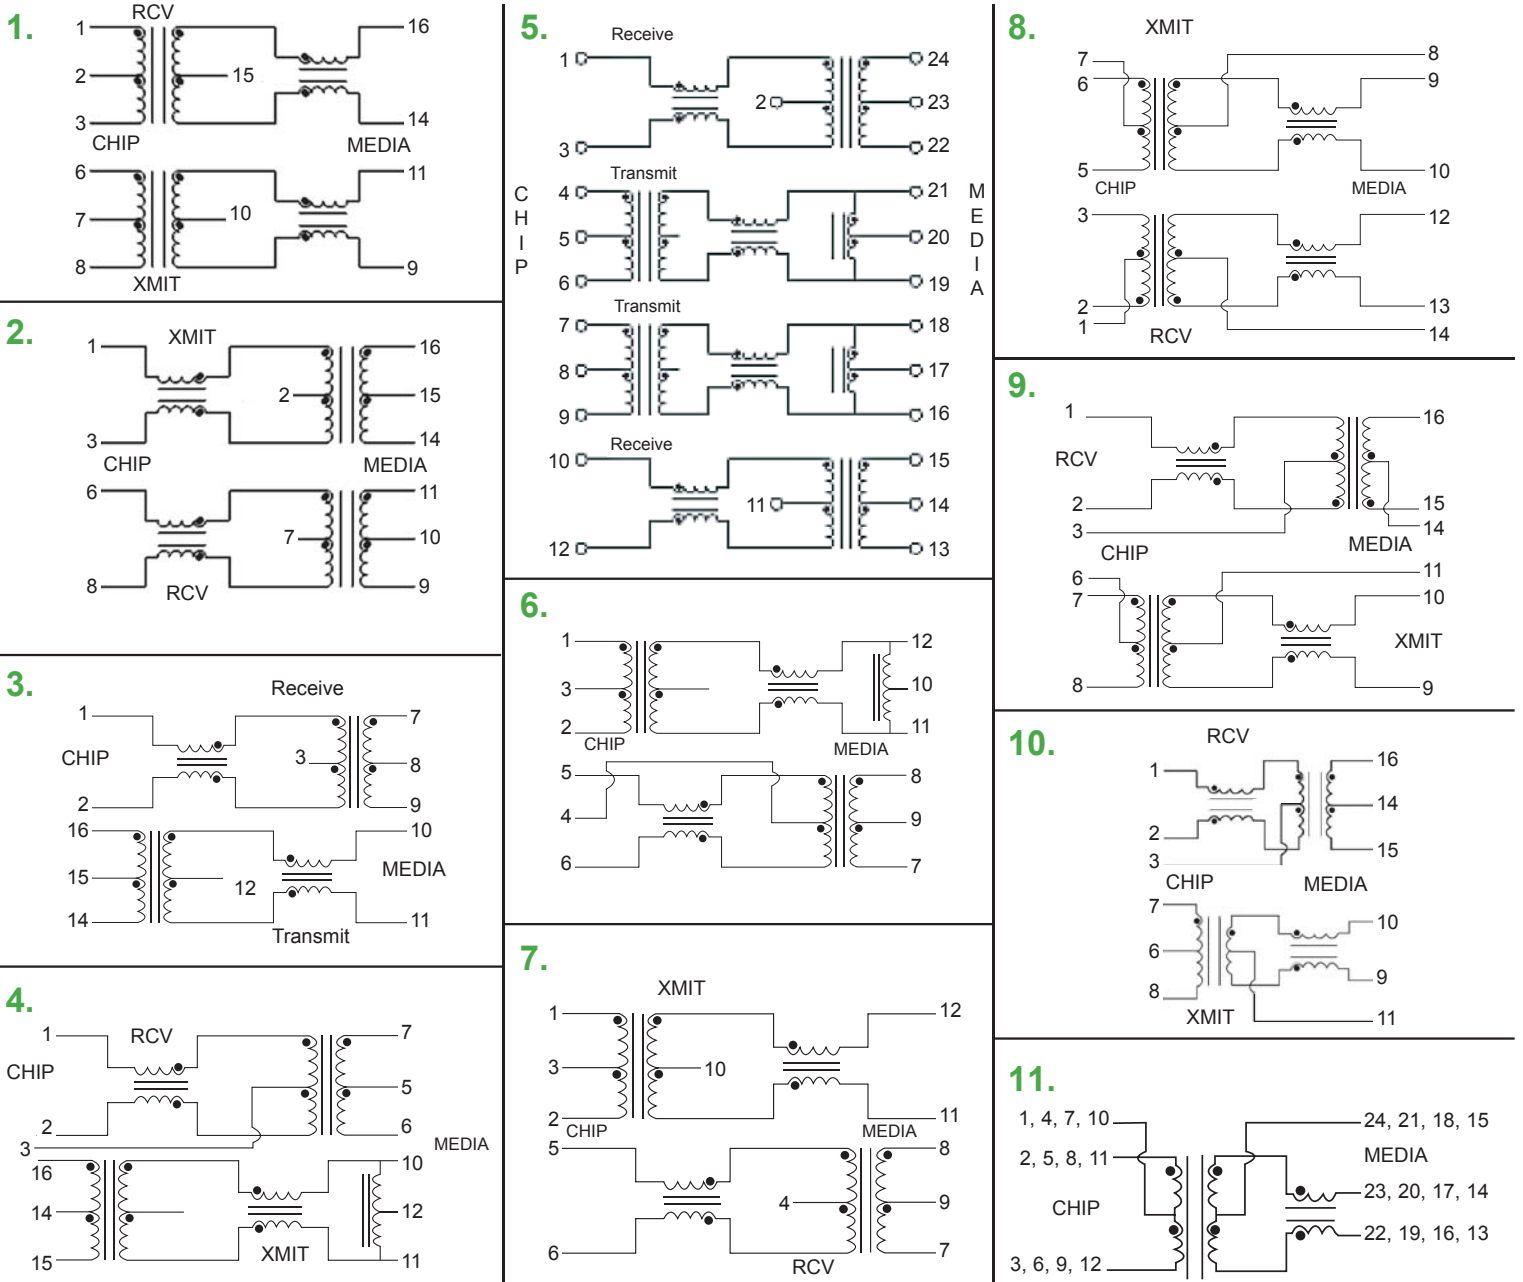 1.
RCV
1 16
2 15
3 14
CHIP MEDIA
6 11
7 10
8 9
XMIT
2.
XMIT
1 16
2 15
3 14
CHIP MEDIA
6 11
7 10
8 9
RCV
3.
Receive
1 7
CHIP 3 8
2 9
16 10
15 12 MEDIA
14 11
Transmit
4.
1 RCV 7
CHIP 5
2 6
3 MEDIA
16 10
14 12
15 XMIT 11
5.
Receive
1 24
2 23
3 22
Transmit
4 21
5 20
6 19
CHIP
MEDIA
Transmit
7 18
8 17
9 16
Receive
10 15
11 14
12 13
6.
1 12
3 10
2 11
CHIP MEDIA
5 8
4 9
6 7
7.
XMIT
1 12
3 10
2 11
CHIP MEDIA
5 8
4 9
6 7
RCV
8.
XMIT
7 8
6 9
5 10
CHIP MEDIA
3 12
2 13
1 14
RCV
9.
1 16
RCV
2 15
3 14
CHIP MEDIA
6 11
7 10
XMIT
8 9
10.
RCV
1 16
14
2 15
3
CHIP MEDIA
7 10
6 9
8
XMIT 11
11.
1, 4, 7, 10 24, 21, 18, 15
2, 5, 8, 11 MEDIA
CHIP 23, 20, 17, 14
22, 19, 16, 13
3, 6, 9, 12